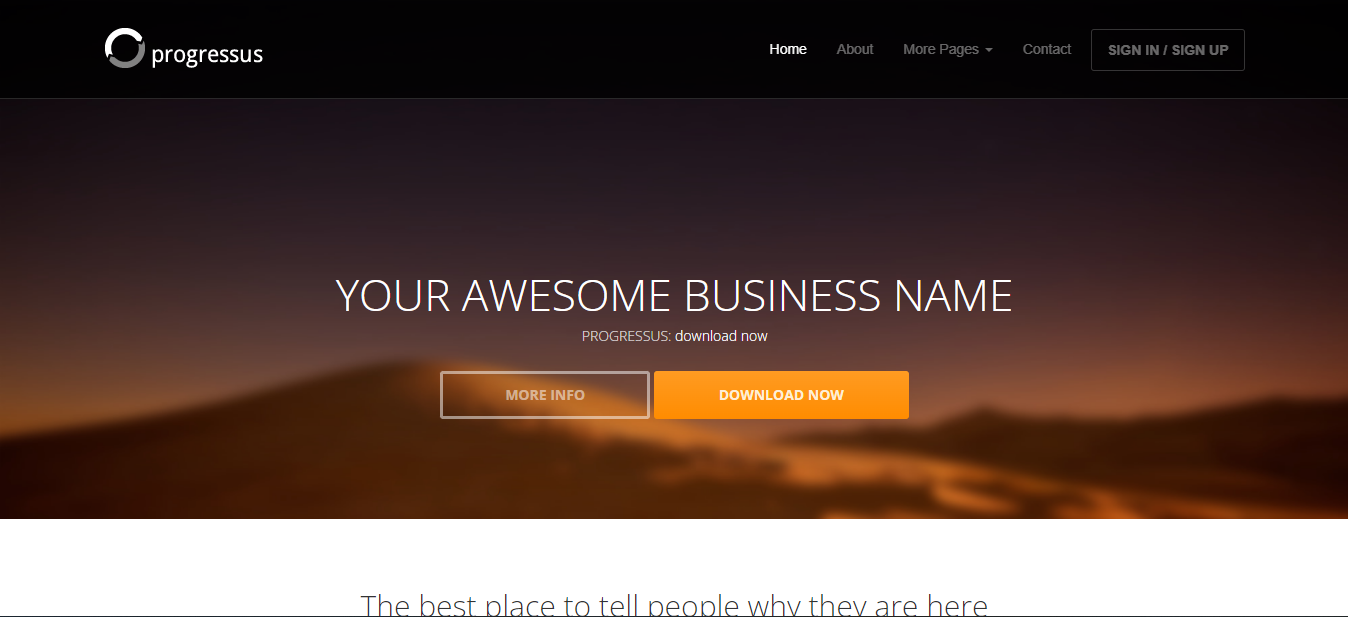 progressus
Home About More Pages Contact SIGN IN / SIGN UP
YOUR AWESOME BUSINESS NAME
PROGRESSUS: download now
MORE INFO DOWNLOAD NOW
The best place to tell people why they are here